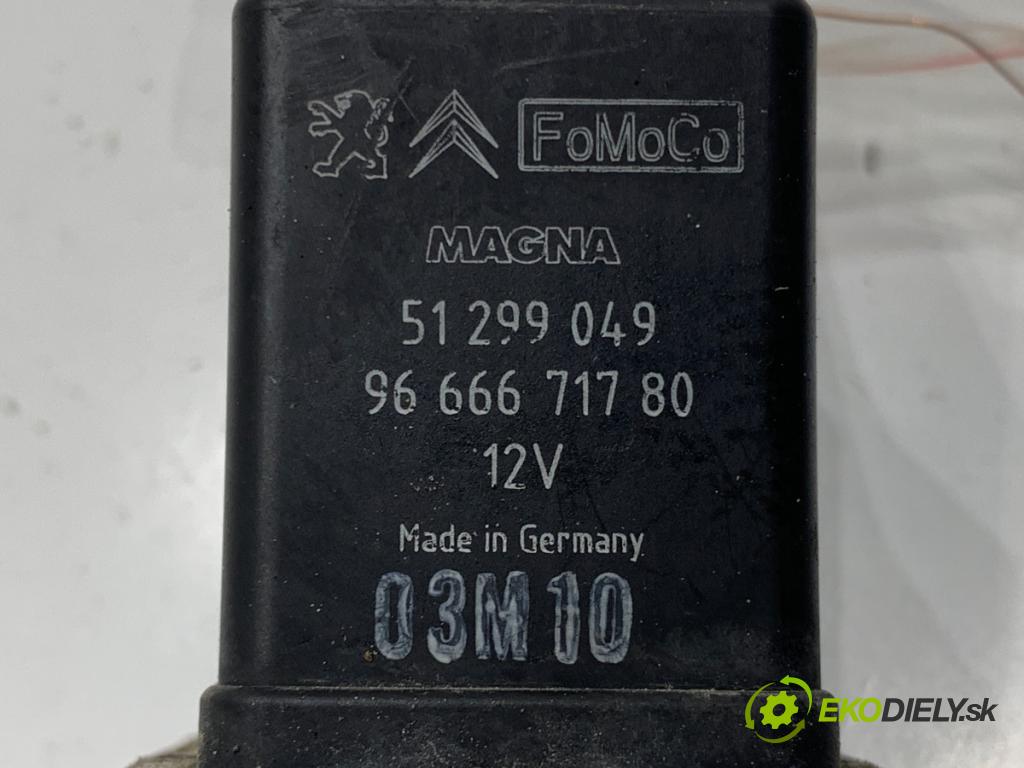 FoMoCo
MAGNA
51 299 049
96 666 717 80
12V
Made in Germany
03M10
EKODIELY.sk